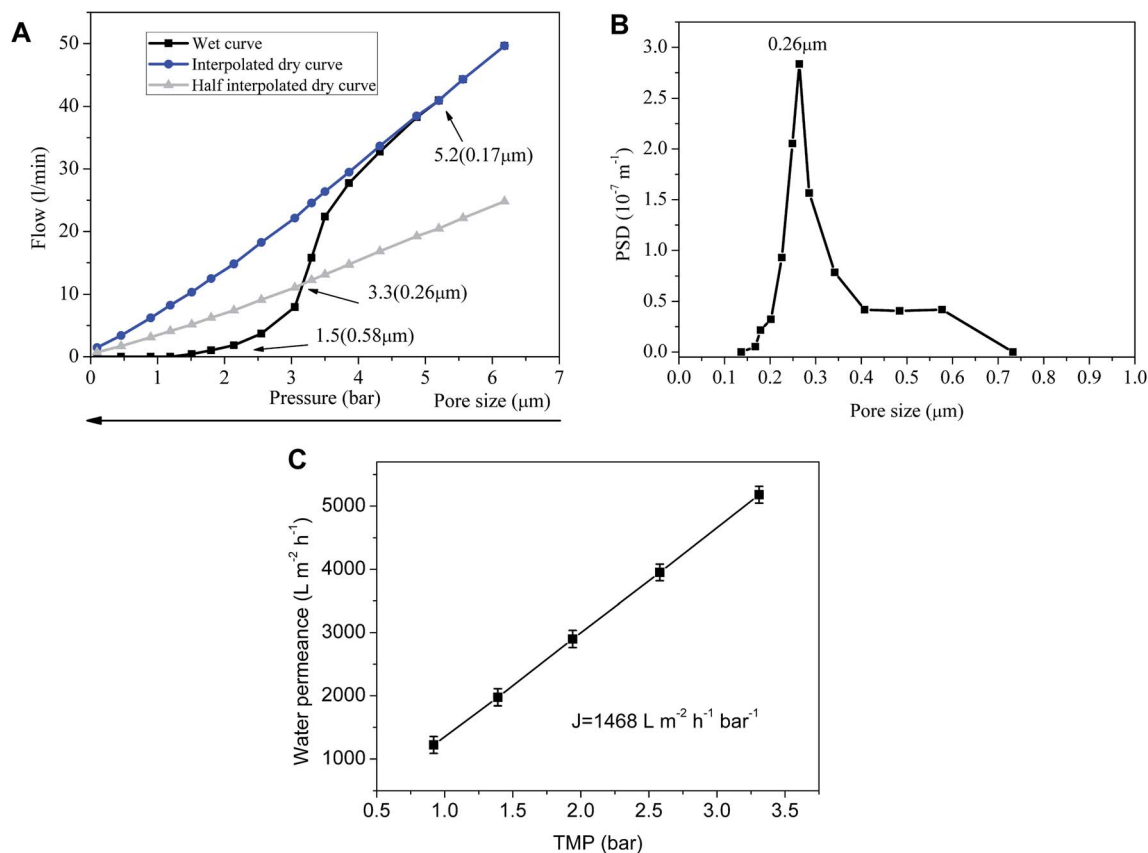 A
Wet curve
Interpolated dry curve
Half interpolated dry curve
50
40
30
20
10
0
Flow (l/min)
5.2(0.17μm)
3.3(0.26μm)
1.5(0.58μm)
0 1 2 3 4 5 6 7
Pressure (bar) Pore size (μm)
B
0.26μm
3.0
2.5
2.0
1.5
1.0
0.5
0.0
PSD (10⁻⁷ m⁻¹)
0.0 0.1 0.2 0.3 0.4 0.5 0.6 0.7 0.8 0.9 1.0
Pore size (μm)
C
5000
4000
3000
2000
1000
Water permeance (L m⁻² h⁻¹)
J=1468 L m⁻² h⁻¹ bar⁻¹
0.5 1.0 1.5 2.0 2.5 3.0 3.5
TMP (bar)